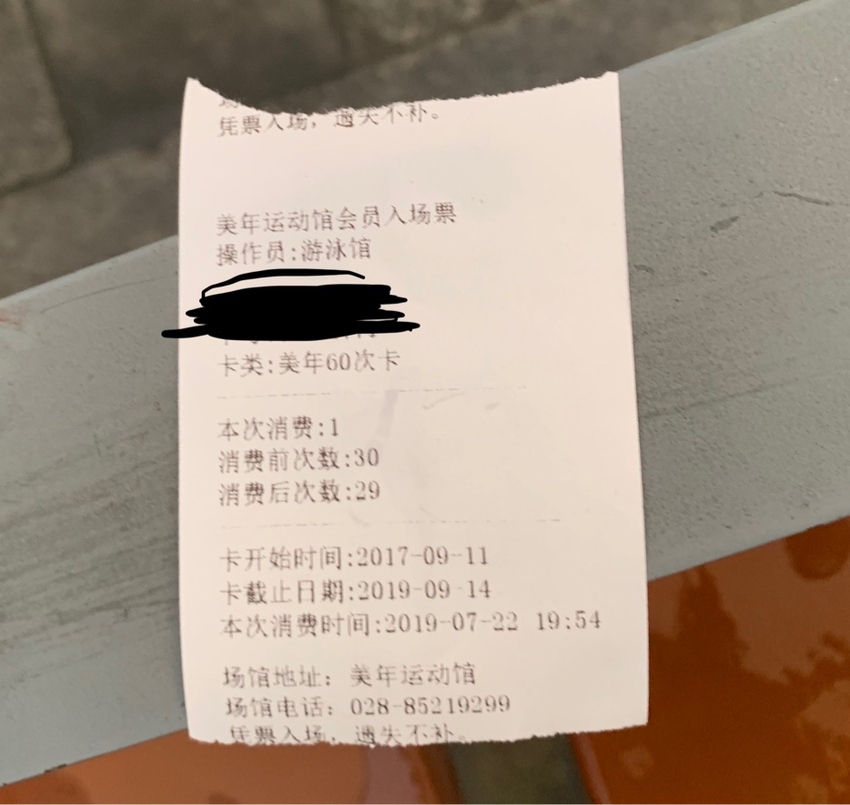 凭票入场，遗失不补。
美年运动馆会员入场票
操作员:游泳馆
卡类:美年60次卡
本次消费:1
消费前次数:30
消费后次数:29
卡开始时间:2017-09-11
卡截止日期:2019-09-14
本次消费时间:2019-07-22 19:54
场馆地址： 美年运动馆
场馆电话： 028-85219299
凭票入场，遗失不补。